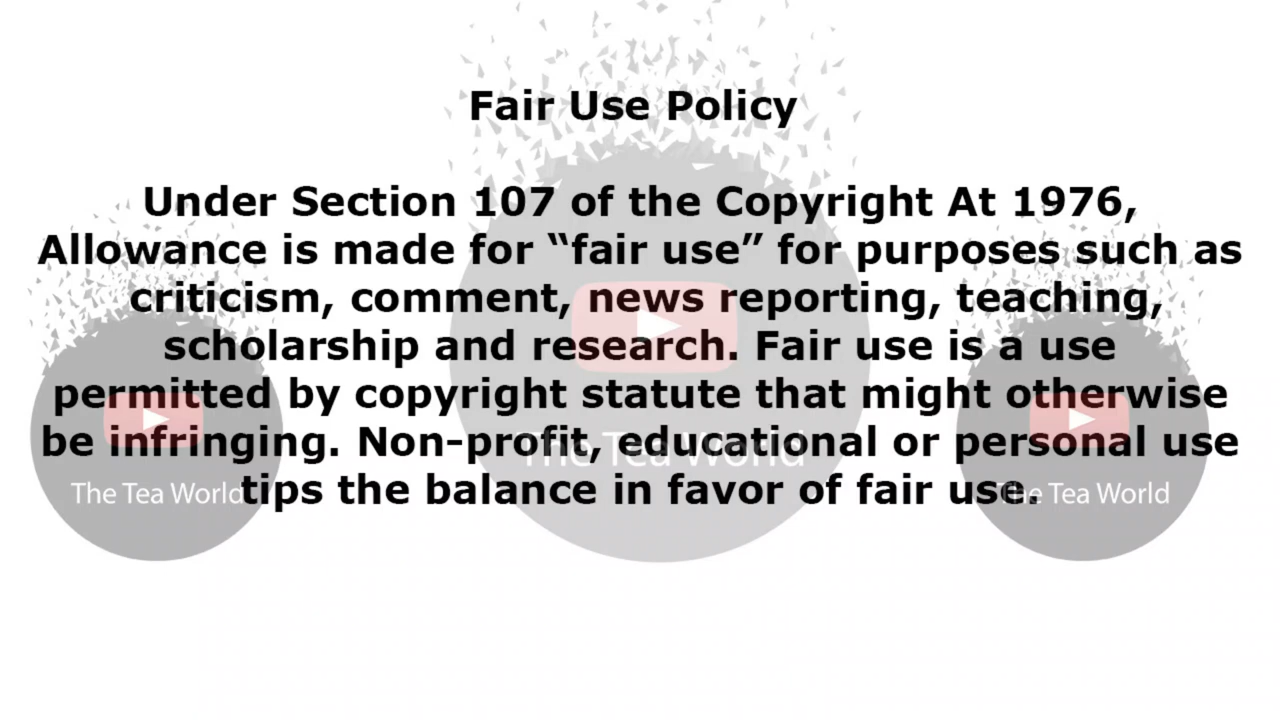 Fair Use Policy
Under Section 107 of the Copyright At 1976,
Allowance is made for “fair use” for purposes such as
criticism, comment, news reporting, teaching,
scholarship and research. Fair use is a use
permitted by copyright statute that might otherwise
be infringing. Non-profit, educational or personal use
tips the balance in favor of fair use.
The Tea World
The Tea World
The Tea World